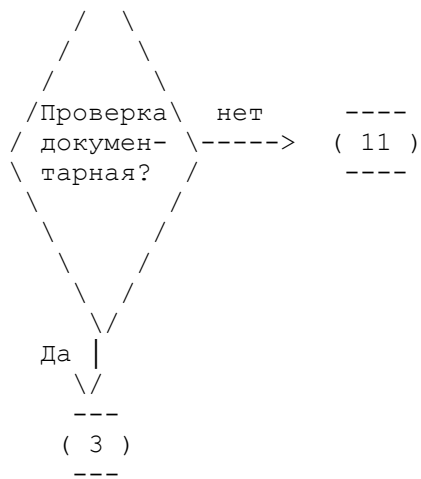 Проверка нет
докумен- ( 11 )
тарная?
Да
( 3 )